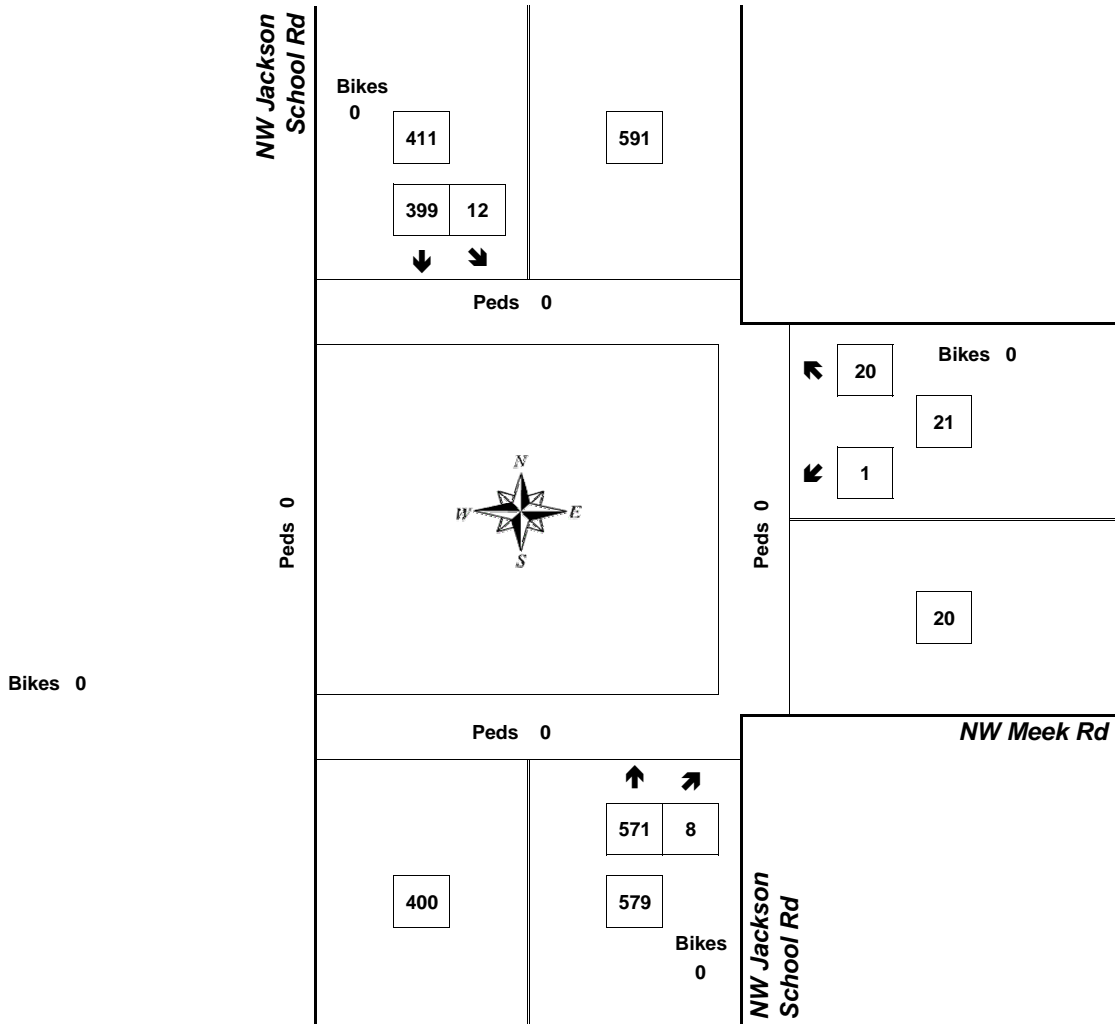 NW Jackson
School Rd
Bikes
0
411
591
399 12
Peds 0
20
Bikes 0
21
1
N
W E
S
Peds 0
Peds 0
20
Bikes 0
Peds 0
NW Meek Rd
571 8
400
579
Bikes
0
NW Jackson
School Rd